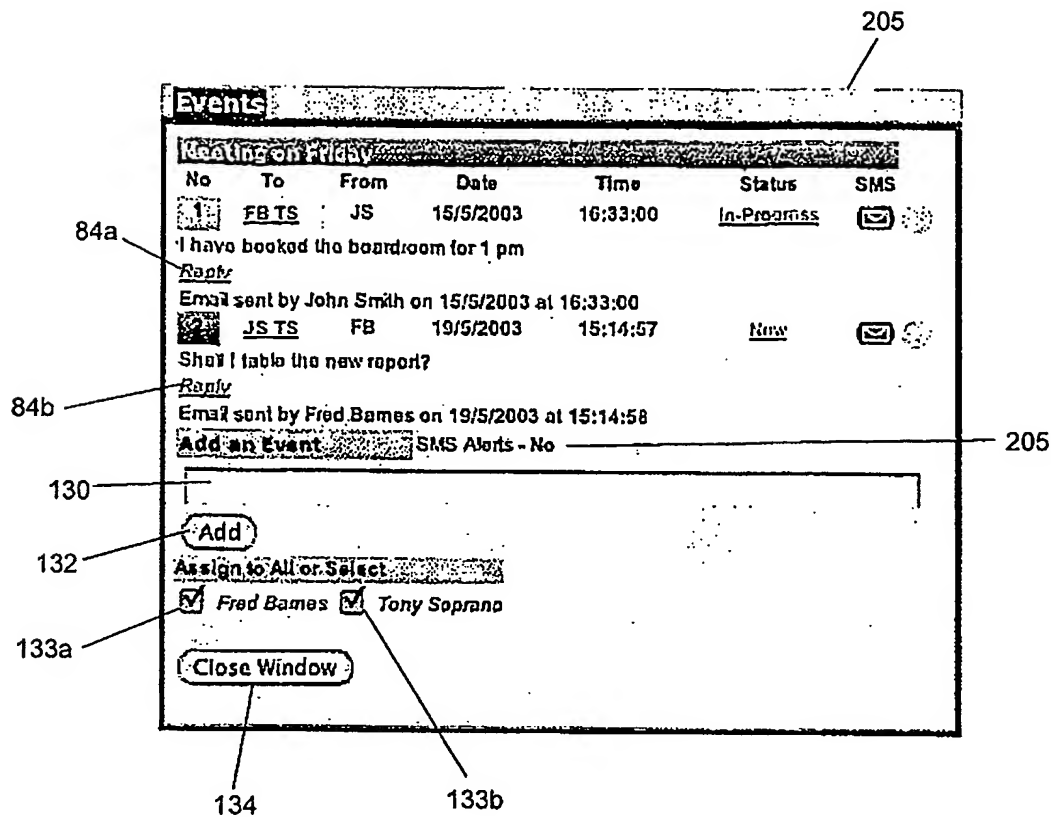 205
Events
Meeting on Friday
No To From Date Time Status SMS
1 FB TS JS 15/5/2003 16:33:00 In-Progress
84a
I have booked the boardroom for 1 pm
Reply
Email sent by John Smith on 15/5/2003 at 16:33:00
2 JS TS FB 19/5/2003 15:14:57 New
Shall I table the new report?
84b
Reply
Email sent by Fred Bames on 19/5/2003 at 15:14:58
Add an Event SMS Alerts - No 205
130
132
Add
Assign to All or Select
133a
Fred Bames Tony Soprano
Close Window
134 133b